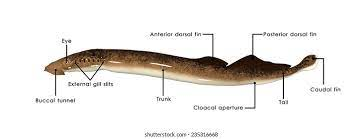 Anterior dorsal fin
Posterior dorsal fin
Eye
External gill slits
Buccal tunnel
Trunk
Cloacal aperture
Tail
Caudal fin
shutterstock.com • 235316668